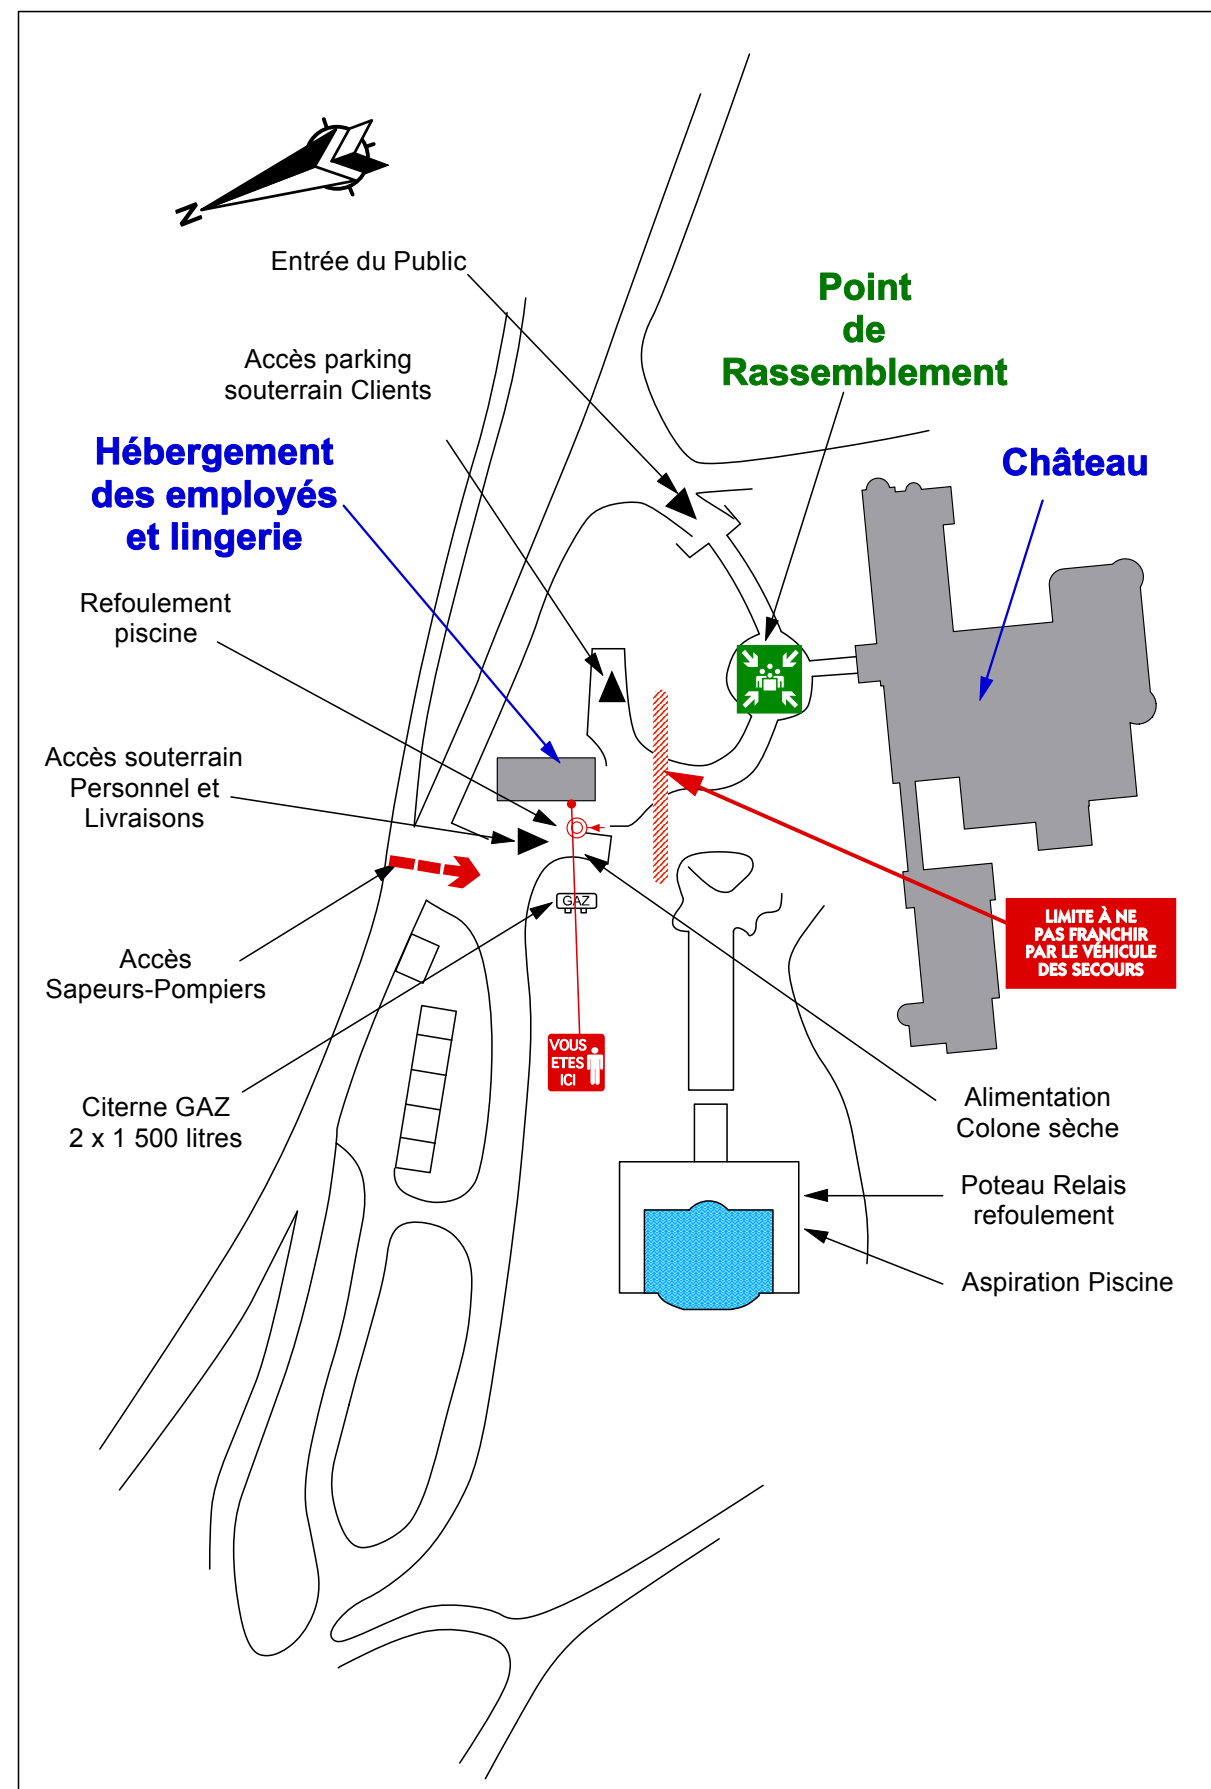 N
Entrée du Public
Point
de
Rassemblement
Accès parking
souterrain Clients
Hébergement
des employés
et lingerie
Château
Refoulement
piscine
Accès souterrain
Personnel et
Livraisons
GAZ
LIMITE À NE
PAS FRANCHIR
PAR LE VÉHICULE
DES SECOURS
Accès
Sapeurs-Pompiers
VOUS
ETES
ICI
Citerne GAZ
2 x 1 500 litres
Alimentation
Colone sèche
Poteau Relais
refoulement
Aspiration Piscine